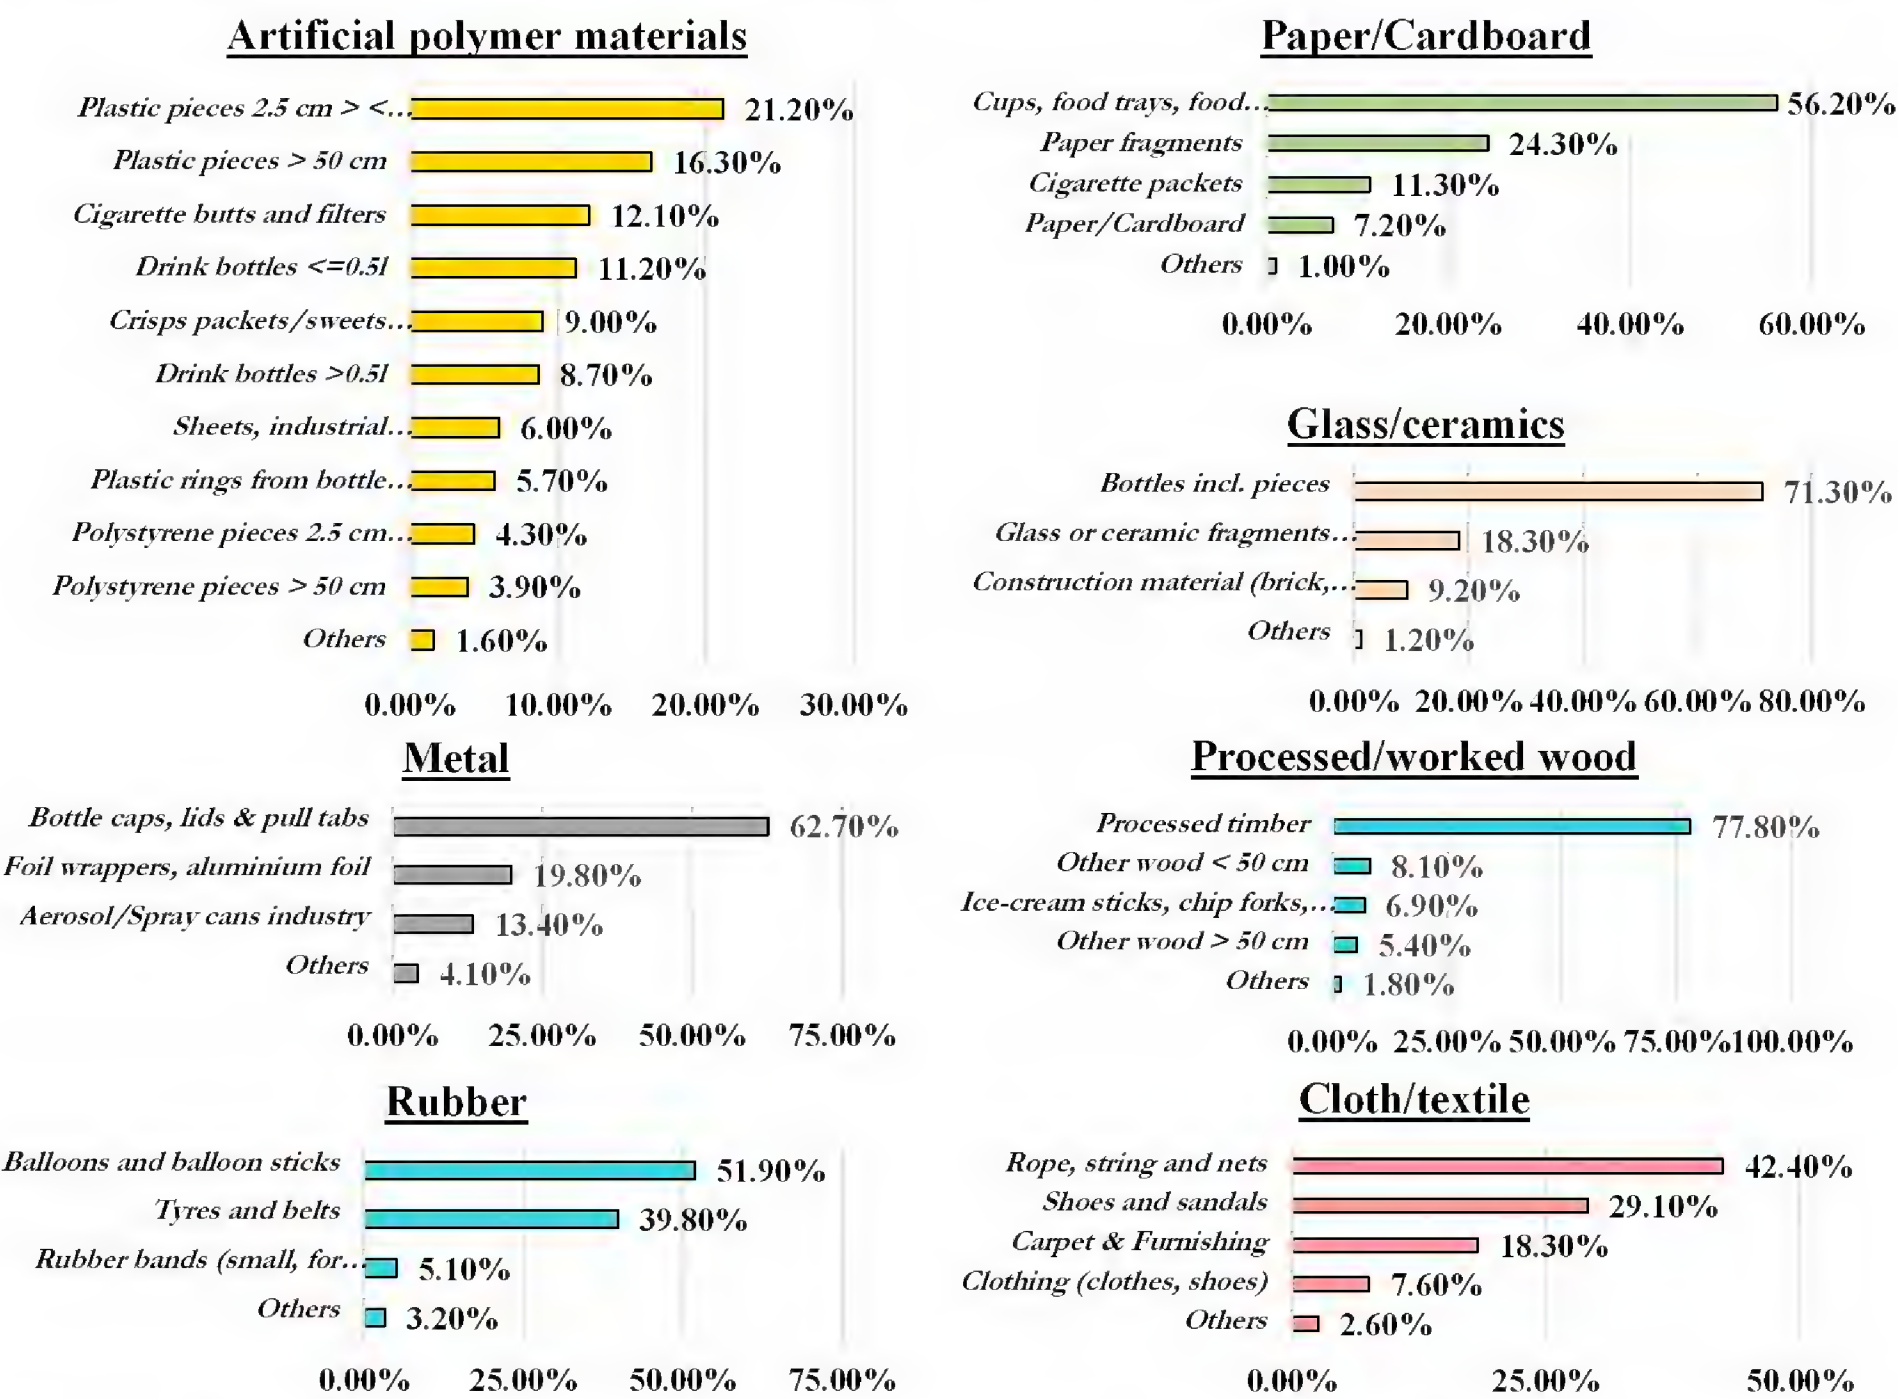 Artificial polymer materials
Plastic pieces 2.5 cm > <... 21.20%
Plastic pieces > 50 cm 16.30%
Cigarette butts and filters 12.10%
Drink bottles <=0.5l 11.20%
Crisps packets/sweets... 9.00%
Drink bottles >0.5l 8.70%
Sheets, industrial... 6.00%
Plastic rings from bottle... 5.70%
Polystyrene pieces 2.5 cm... 4.30%
Polystyrene pieces > 50 cm 3.90%
Others 1.60%
0.00% 10.00% 20.00% 30.00%
Paper/Cardboard
Cups, food trays, food... 56.20%
Paper fragments 24.30%
Cigarette packets 11.30%
Paper/Cardboard 7.20%
Others 1.00%
0.00% 20.00% 40.00% 60.00%
Glass/ceramics
Bottles incl. pieces 71.30%
Glass or ceramic fragments... 18.30%
Construction material (brick,... 9.20%
Others 1.20%
0.00% 20.00% 40.00% 60.00% 80.00%
Metal
Bottle caps, lids & pull tabs 62.70%
Foil wrappers, aluminium foil 19.80%
Aerosol/Spray cans industry 13.40%
Others 4.10%
0.00% 25.00% 50.00% 75.00%
Processed/worked wood
Processed timber 77.80%
Other wood < 50 cm 8.10%
Ice-cream sticks, chip forks,... 6.90%
Other wood > 50 cm 5.40%
Others 1.80%
0.00% 25.00% 50.00% 75.00% 100.00%
Rubber
Balloons and balloon sticks 51.90%
Tyres and belts 39.80%
Rubber bands (small, for... 5.10%
Others 3.20%
0.00% 25.00% 50.00% 75.00%
Cloth/textile
Rope, string and nets 42.40%
Shoes and sandals 29.10%
Carpet & Furnishing 18.30%
Clothing (clothes, shoes) 7.60%
Others 2.60%
0.00% 25.00% 50.00%